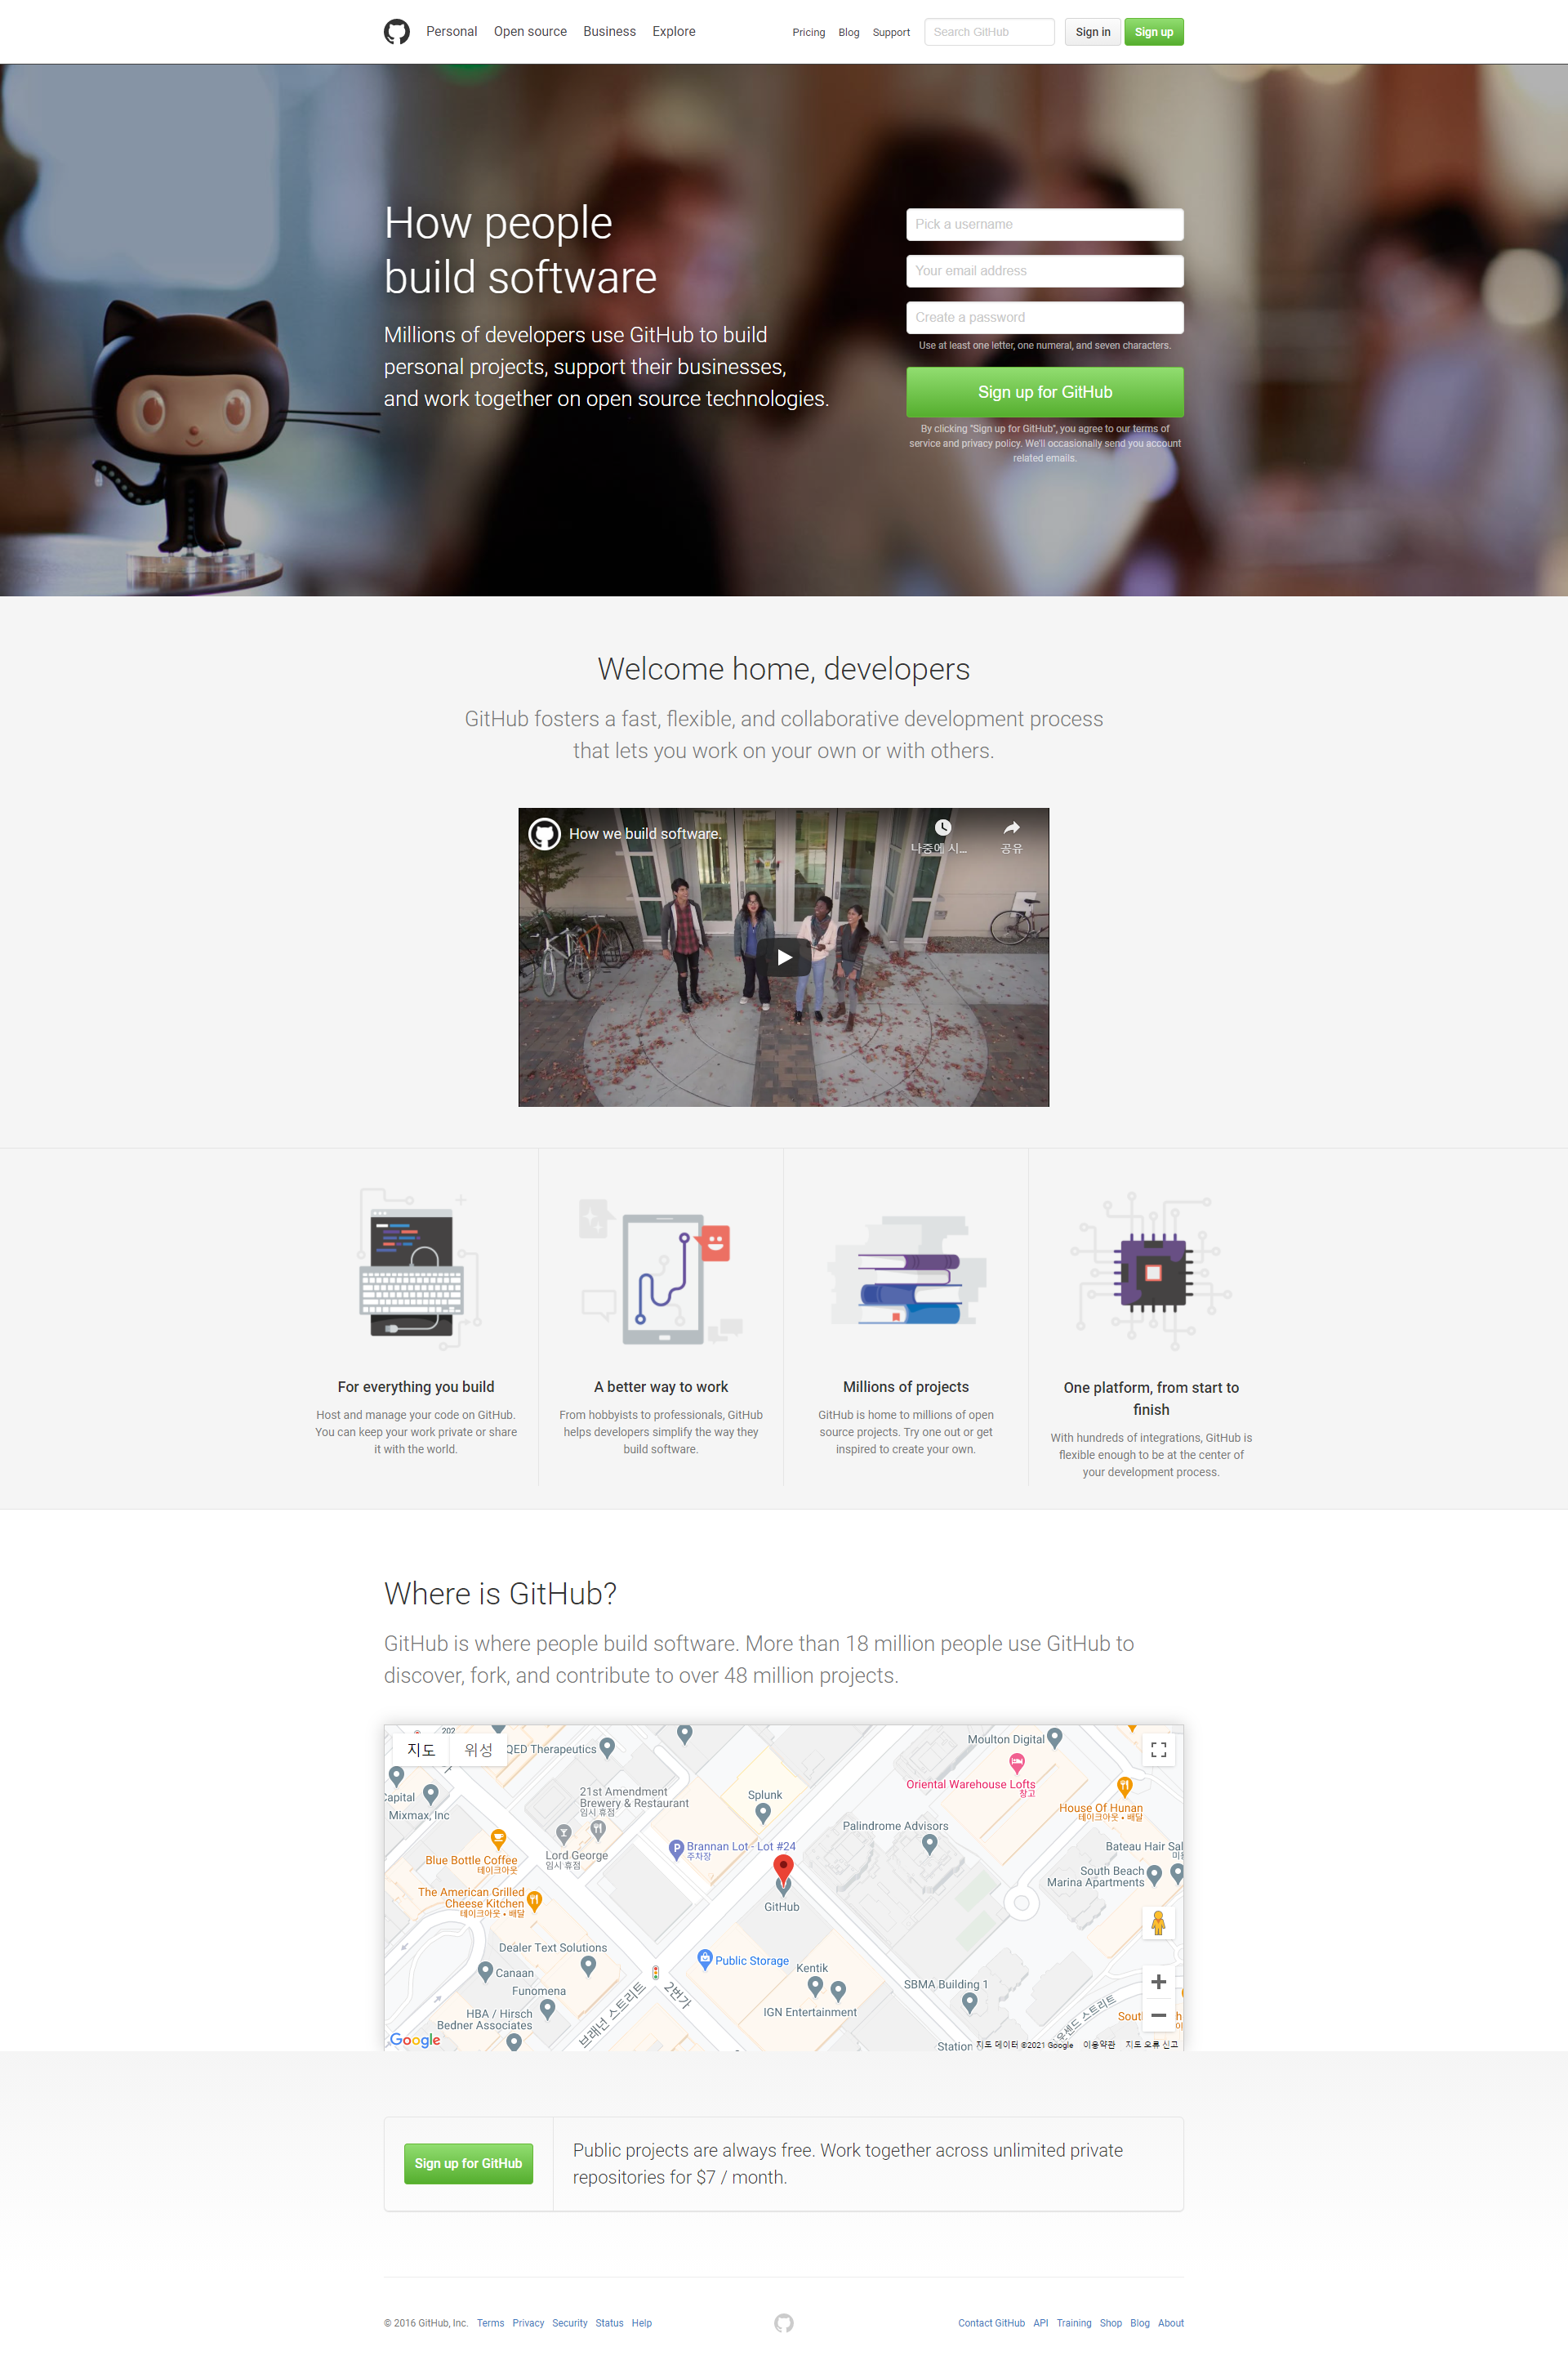 Personal Open source Business Explore
Pricing Blog Support Search GitHub Sign in Sign up
How people
build software
Millions of developers use GitHub to build
personal projects, support their businesses,
and work together on open source technologies.
Pick a username
Your email address
Create a password
Use at least one letter, one numeral, and seven characters.
Sign up for GitHub
By clicking "Sign up for GitHub", you agree to our terms of
service and privacy policy. We'll occasionally send you account
related emails.
Welcome home, developers
GitHub fosters a fast, flexible, and collaborative development process
that lets you work on your own or with others.
How we build software.
나중에 시...
공유
For everything you build
Host and manage your code on GitHub.
You can keep your work private or share
it with the world.
A better way to work
From hobbyists to professionals, GitHub
helps developers simplify the way they
build software.
Millions of projects
GitHub is home to millions of open
source projects. Try one out or get
inspired to create your own.
One platform, from start to
finish
With hundreds of integrations, GitHub is
flexible enough to be at the center of
your development process.
Where is GitHub?
GitHub is where people build software. More than 18 million people use GitHub to
discover, fork, and contribute to over 48 million projects.
202
지도 위성
QED Therapeutics
Moulton Digital
Oriental Warehouse Lofts
창고
Capital
Mixmax, Inc
21st Amendment
Brewery & Restaurant
임시 휴점
Splunk
House Of Hunan
테이크아웃 • 배달
Palindrome Advisors
Blue Bottle Coffee
테이크아웃
Lord George
임시 휴점
Brannan Lot - Lot #24
주차장
Bateau Hair Sal
South Beach
Marina Apartments
The American Grilled
Cheese Kitchen
테이크아웃 • 배달
GitHub
Dealer Text Solutions
Canaan
Funomena
Public Storage
Kentik
SBMA Building 1
HBA / Hirsch
Bedner Associates
브래넌 스트리트
2번가
IGN Entertainment
운센드 스트리트
Google
Station
지도 데이터 ©2021 Google 이용약관 지도 오류 신고
Sign up for GitHub
Public projects are always free. Work together across unlimited private
repositories for $7 / month.
© 2016 GitHub, Inc. Terms Privacy Security Status Help
Contact GitHub API Training Shop Blog About